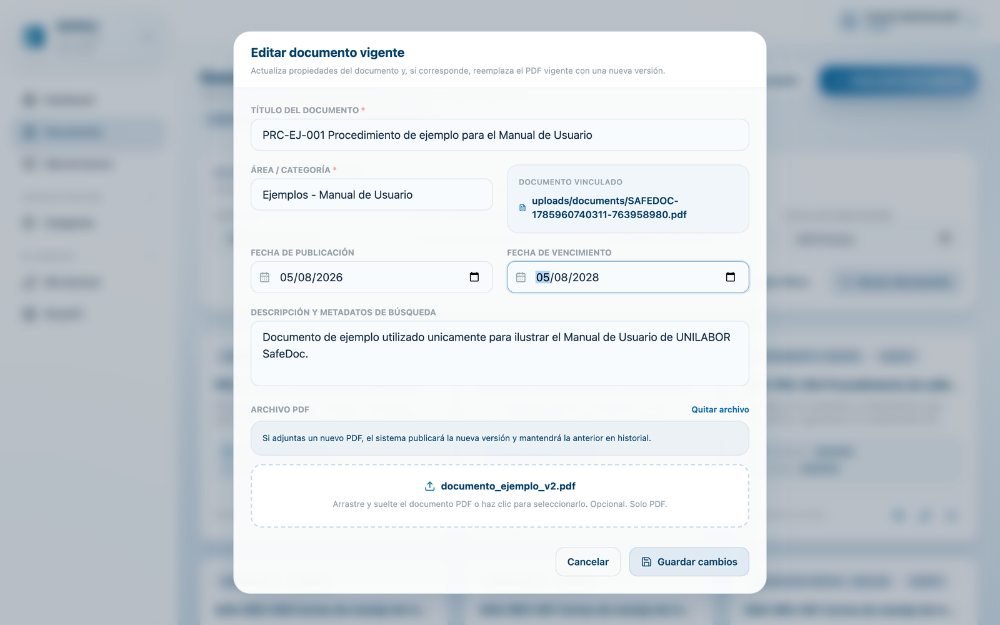 Editar documento vigente
Actualiza propiedades del documento y, si corresponde, reemplaza el PDF vigente con una nueva versión.
TÍTULO DEL DOCUMENTO *
PRC-EJ-001 Procedimiento de ejemplo para el Manual de Usuario
ÁREA / CATEGORÍA *
Ejemplos - Manual de Usuario
DOCUMENTO VINCULADO
uploads/documents/SAFEDOC-
1785960740311-763958980.pdf
FECHA DE PUBLICACIÓN
05/08/2026
FECHA DE VENCIMIENTO
05/08/2028
DESCRIPCIÓN Y METADATOS DE BÚSQUEDA
Documento de ejemplo utilizado unicamente para ilustrar el Manual de Usuario de UNILABOR
SafeDoc.
ARCHIVO PDF
Quitar archivo
Si adjuntas un nuevo PDF, el sistema publicará la nueva versión y mantendrá la anterior en historial.
documento_ejemplo_v2.pdf
Arrastre y suelte el documento PDF o haz clic para seleccionarlo. Opcional. Solo PDF.
Cancelar
Guardar cambios